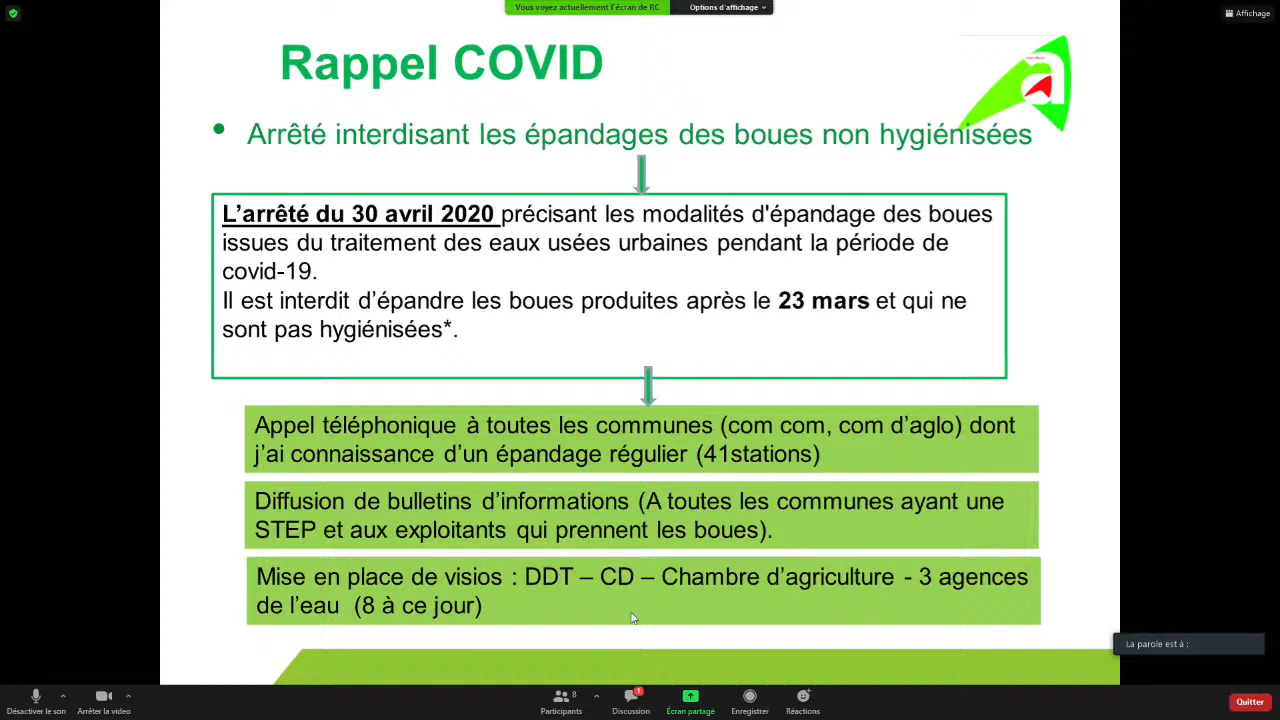 Vous voyez actuellement l'écran de RC
Options d'affichage
Affichage
Rappel COVID
• Arrêté interdisant les épandages des boues non hygiénisées
L'arrêté du 30 avril 2020 précisant les modalités d'épandage des boues
issues du traitement des eaux usées urbaines pendant la période de
covid-19.
Il est interdit d'épandre les boues produites après le 23 mars et qui ne
sont pas hygiénisées*.
Appel téléphonique à toutes les communes (com com, com d'aglo) dont
j'ai connaissance d'un épandage régulier (41stations)
Diffusion de bulletins d'informations (A toutes les communes ayant une
STEP et aux exploitants qui prennent les boues).
Mise en place de visios : DDT – CD – Chambre d'agriculture - 3 agences
de l'eau (8 à ce jour)
La parole est à :
Désactiver le son
Arrêter la vidéo
8
Participants
1
Discussion
Écran partagé
Enregistrer
Réactions
Quitter